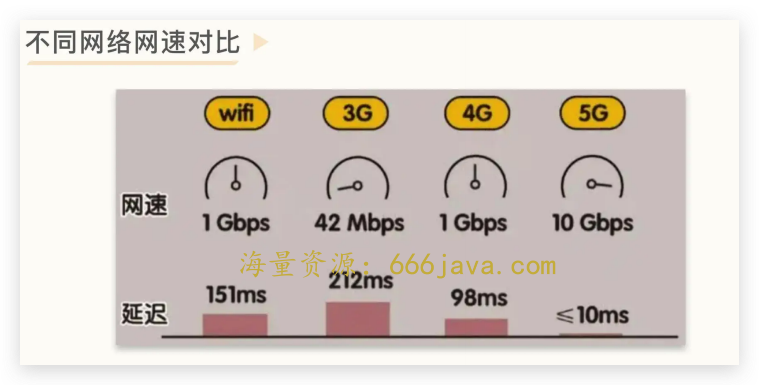 不同网络网速对比
wifi 3G 4G 5G
网速
1 Gbps 42 Mbps 1 Gbps 10 Gbps
海量资源：666java.com
151ms 212ms 98ms ≤10ms
延迟